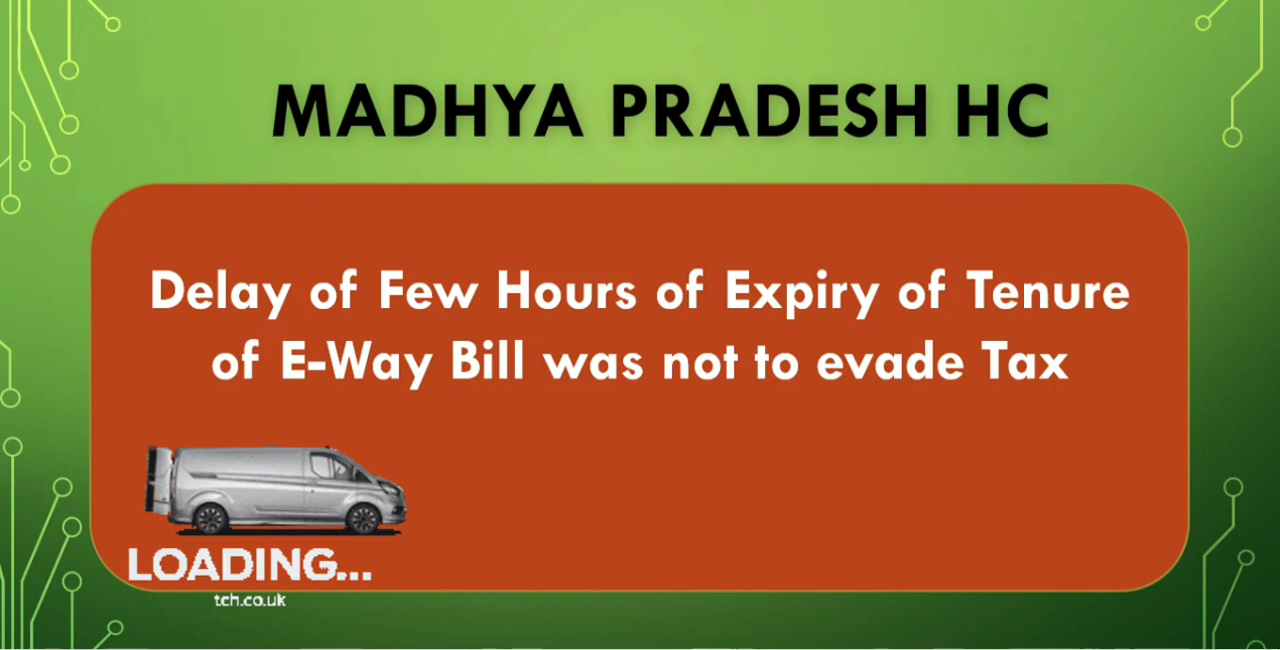 MADHYA PRADESH HC
Delay of Few Hours of Expiry of Tenure
of E-Way Bill was not to evade Tax
LOADING...
tch.co.uk